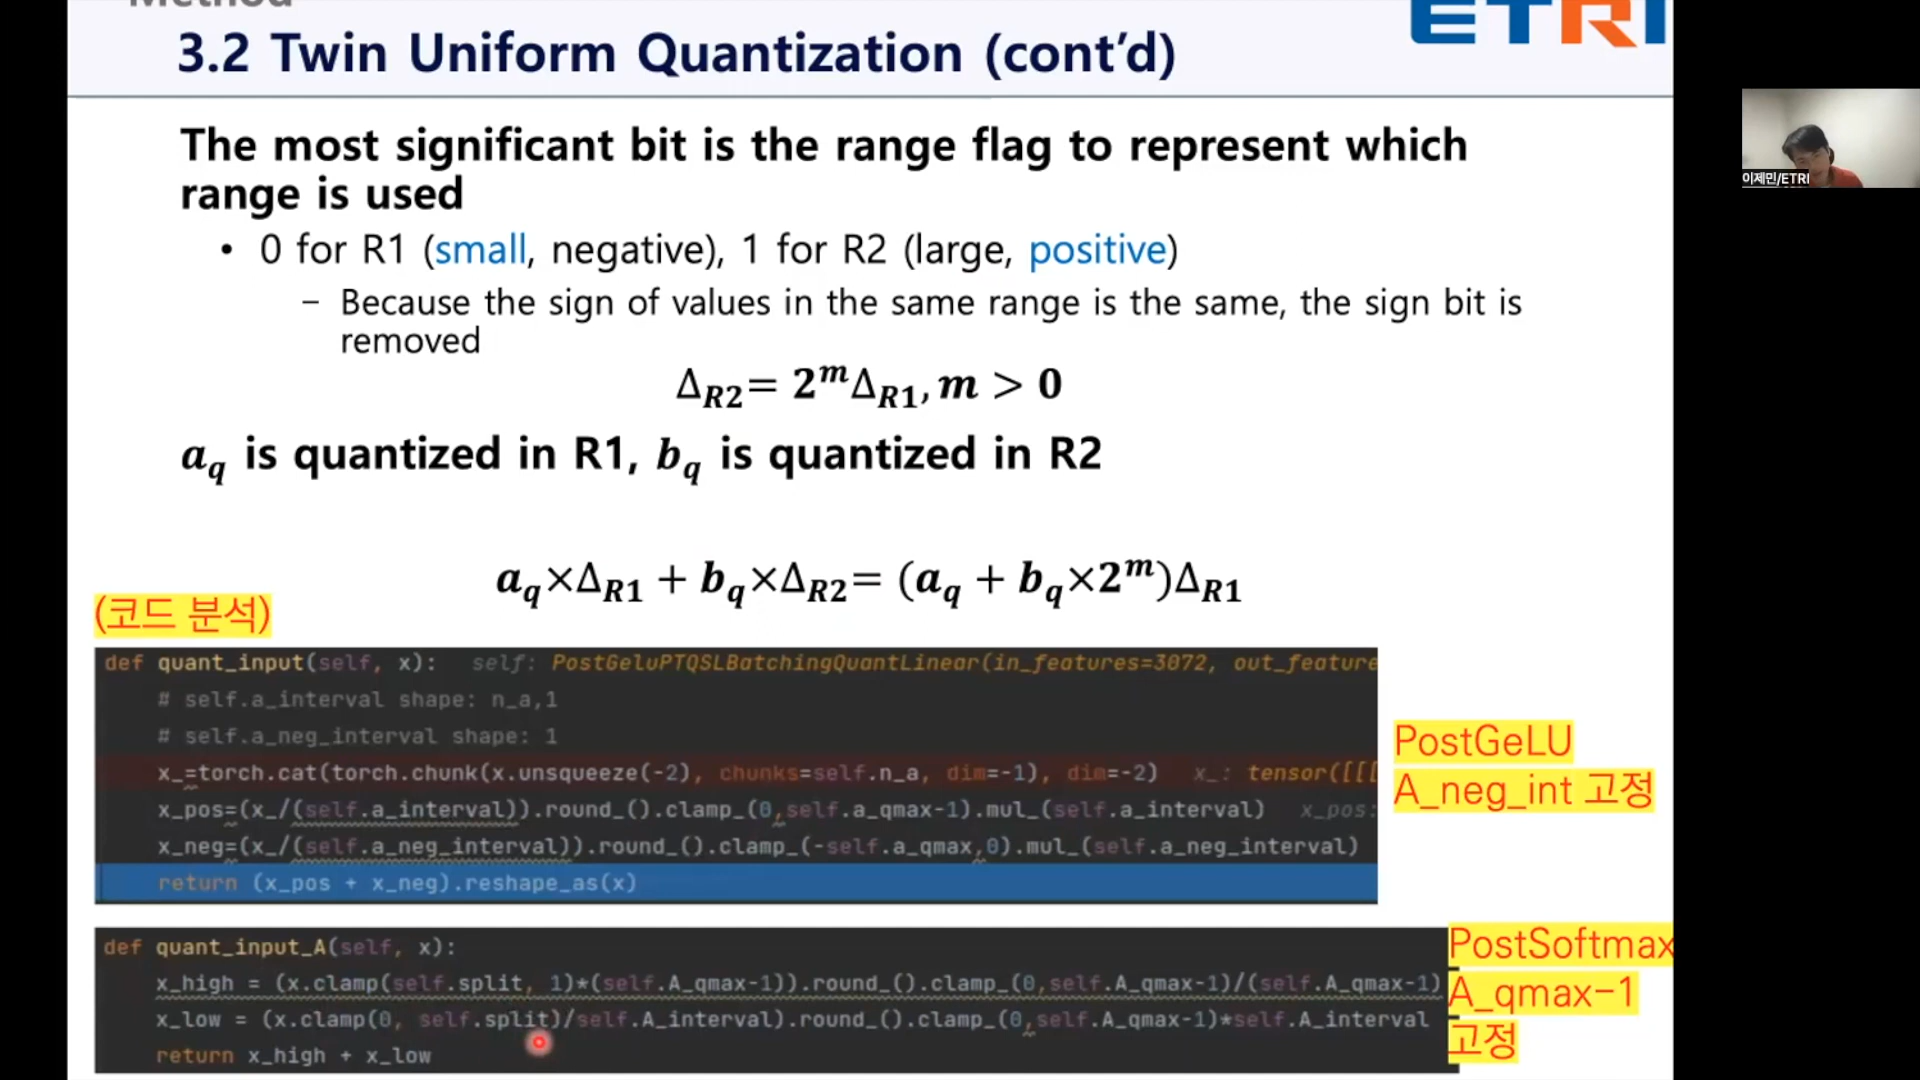 Method
ETRI
3.2 Twin Uniform Quantization (cont’d)
The most significant bit is the range flag to represent which
range is used
• 0 for R1 (small, negative), 1 for R2 (large, positive)
– Because the sign of values in the same range is the same, the sign bit is
removed
Δ_R2 = 2^m Δ_R1, m > 0
a_q is quantized in R1, b_q is quantized in R2
a_q×Δ_R1 + b_q×Δ_R2 = (a_q + b_q×2^m)Δ_R1
(코드 분석)
def quant_input(self, x):   self: PostGeluPTQSLBatchingQuantLinear(in_features=3072, out_feature
# self.a_interval shape: n_a,1
# self.a_neg_interval shape: 1
x_=torch.cat(torch.chunk(x.unsqueeze(-2), chunks=self.n_a, dim=-1), dim=-2)   x_: tensor([[[
x_pos=(x_/(self.a_interval)).round_().clamp_(0,self.a_qmax-1).mul_(self.a_interval)   x_pos:
x_neg=(x_/(self.a_neg_interval)).round_().clamp_(-self.a_qmax,0).mul_(self.a_neg_interval)
return (x_pos + x_neg).reshape_as(x)
PostGeLU
A_neg_int 고정
def quant_input_A(self, x):
x_high = (x.clamp(self.split, 1)*(self.A_qmax-1)).round_().clamp_(0,self.A_qmax-1)/(self.A_qmax-1)
x_low = (x.clamp(0, self.split)/self.A_interval).round_().clamp_(0,self.A_qmax-1)*self.A_interval
return x_high + x_low
PostSoftmax
A_qmax-1
고정
이제민/ETRI